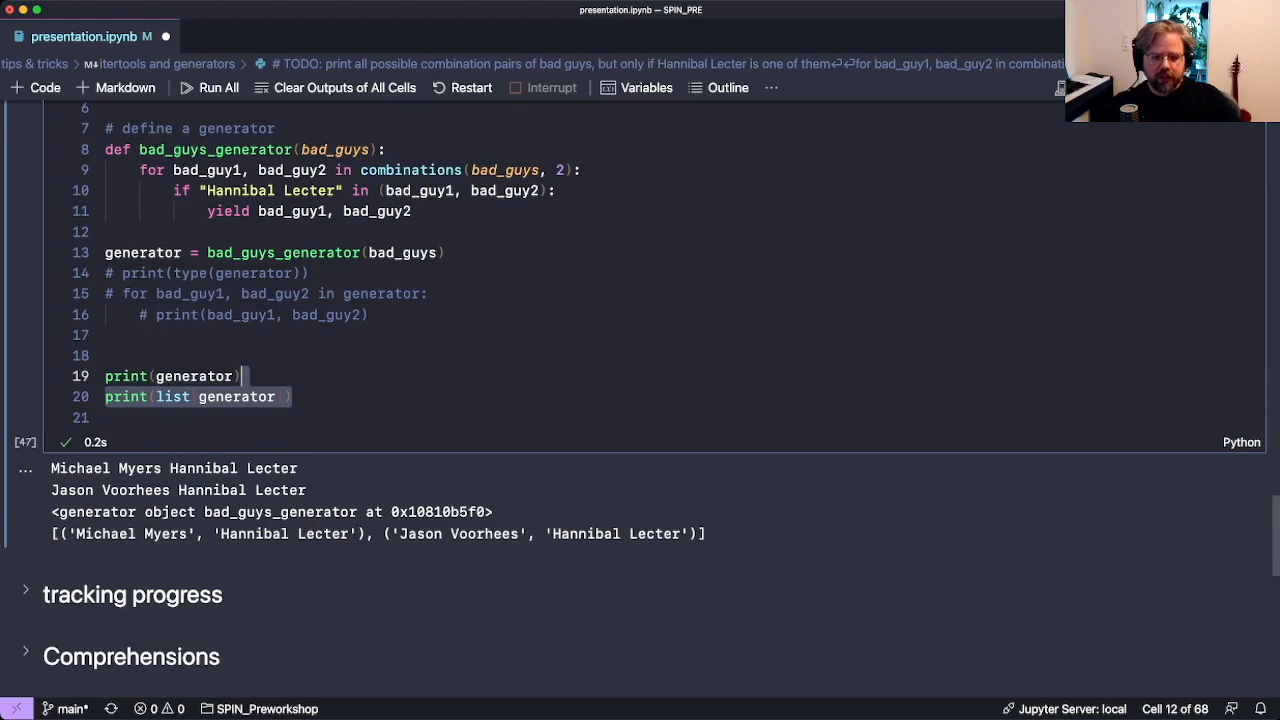 presentation.ipynb — SPIN_PRE
presentation.ipynb M
tips & tricks > M↓itertools and generators > # TODO: print all possible combination pairs of bad guys, but only if Hannibal Lecter is one of them↵↵for bad_guy1, bad_guy2 in combination
+ Code + Markdown Run All Clear Outputs of All Cells Restart Interrupt Variables Outline ···
6
7 # define a generator
8 def bad_guys_generator(bad_guys):
9 for bad_guy1, bad_guy2 in combinations(bad_guys, 2):
10 if "Hannibal Lecter" in (bad_guy1, bad_guy2):
11 yield bad_guy1, bad_guy2
12
13 generator = bad_guys_generator(bad_guys)
14 # print(type(generator))
15 # for bad_guy1, bad_guy2 in generator:
16 # print(bad_guy1, bad_guy2)
17
18
19 print(generator)
20 print(list(generator))
21
[47] ✓ 0.2s Python
... Michael Myers Hannibal Lecter
Jason Voorhees Hannibal Lecter
<generator object bad_guys_generator at 0x10810b5f0>
[('Michael Myers', 'Hannibal Lecter'), ('Jason Voorhees', 'Hannibal Lecter')]
> tracking progress
> Comprehensions
main* 0 0 SPIN_Preworkshop Jupyter Server: local Cell 12 of 68